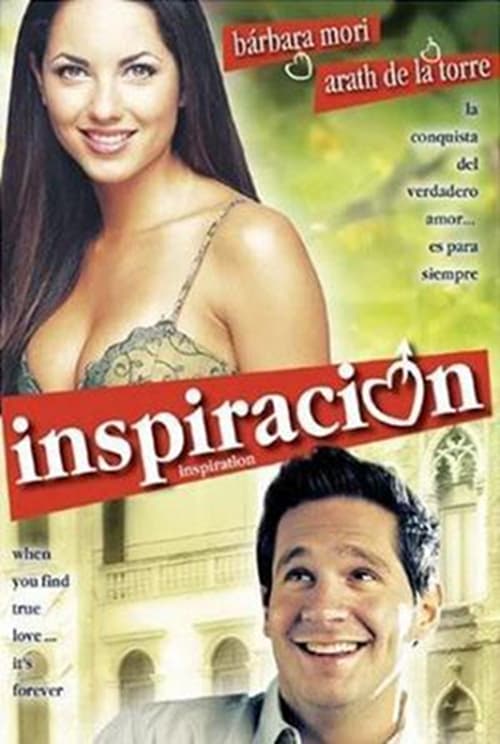 bárbara mori
arath de la torre
la
conquista
del
verdadero
amor...
es para
siempre
inspiración
inspiration
when
you find
true
love...
it's
forever